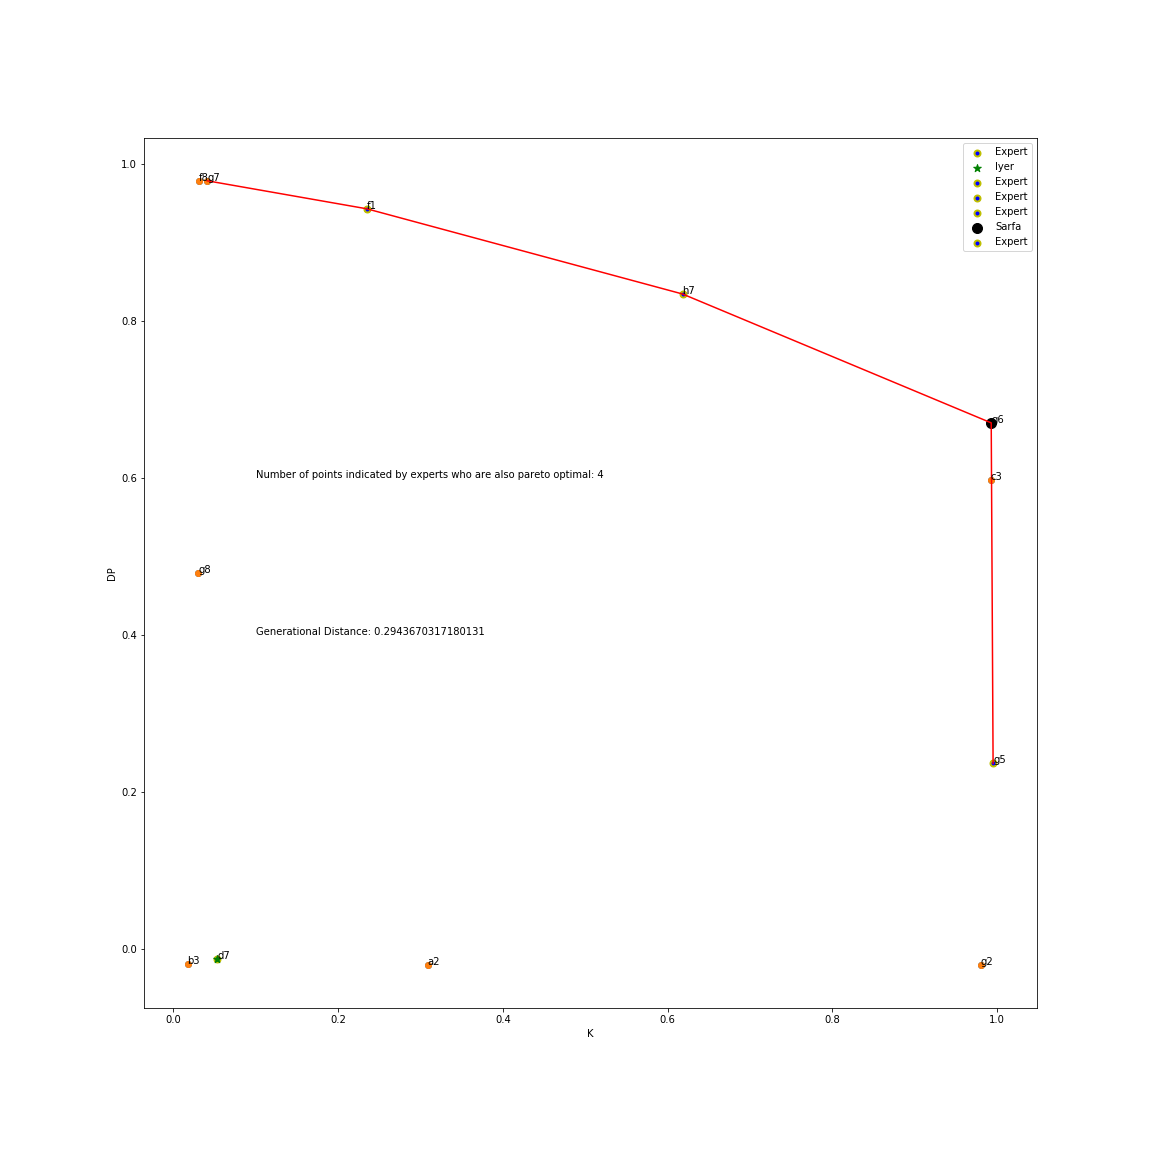 Expert
Iyer
Expert
Expert
Expert
Sarfa
Expert
1.0
f8 g7
f1
h7
0.8
g6
Number of points indicated by experts who are also pareto optimal: 4
c3
0.6
g8
DP
Generational Distance: 0.2943670317180131
0.4
g5
0.2
0.0
b3 d7 a2 g2
0.0 0.2 0.4 0.6 0.8 1.0
K